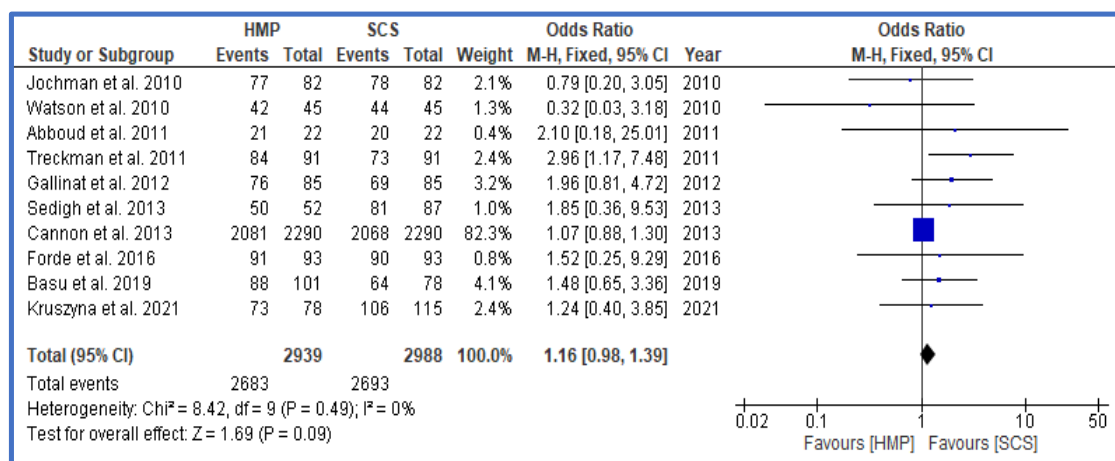 HMP SCS Odds Ratio Odds Ratio
Study or Subgroup Events Total Events Total Weight M-H, Fixed, 95% CI Year M-H, Fixed, 95% CI
Jochman et al. 2010 77 82 78 82 2.1% 0.79 [0.20, 3.05] 2010
Watson et al. 2010 42 45 44 45 1.3% 0.32 [0.03, 3.18] 2010
Abboud et al. 2011 21 22 20 22 0.4% 2.10 [0.18, 25.01] 2011
Treckman et al. 2011 84 91 73 91 2.4% 2.96 [1.17, 7.48] 2011
Gallinat et al. 2012 76 85 69 85 3.2% 1.96 [0.81, 4.72] 2012
Sedigh et al. 2013 50 52 81 87 1.0% 1.85 [0.36, 9.53] 2013
Cannon et al. 2013 2081 2290 2068 2290 82.3% 1.07 [0.88, 1.30] 2013
Forde et al. 2016 91 93 90 93 0.8% 1.52 [0.25, 9.29] 2016
Basu et al. 2019 88 101 64 78 4.1% 1.48 [0.65, 3.36] 2019
Kruszyna et al. 2021 73 78 106 115 2.4% 1.24 [0.40, 3.85] 2021
Total (95% CI) 2939 2988 100.0% 1.16 [0.98, 1.39]
Total events 2683 2693
Heterogeneity: Chi² = 8.42, df = 9 (P = 0.49); I² = 0%
Test for overall effect: Z = 1.69 (P = 0.09)
0.02 0.1 1 10 50
Favours [HMP] Favours [SCS]